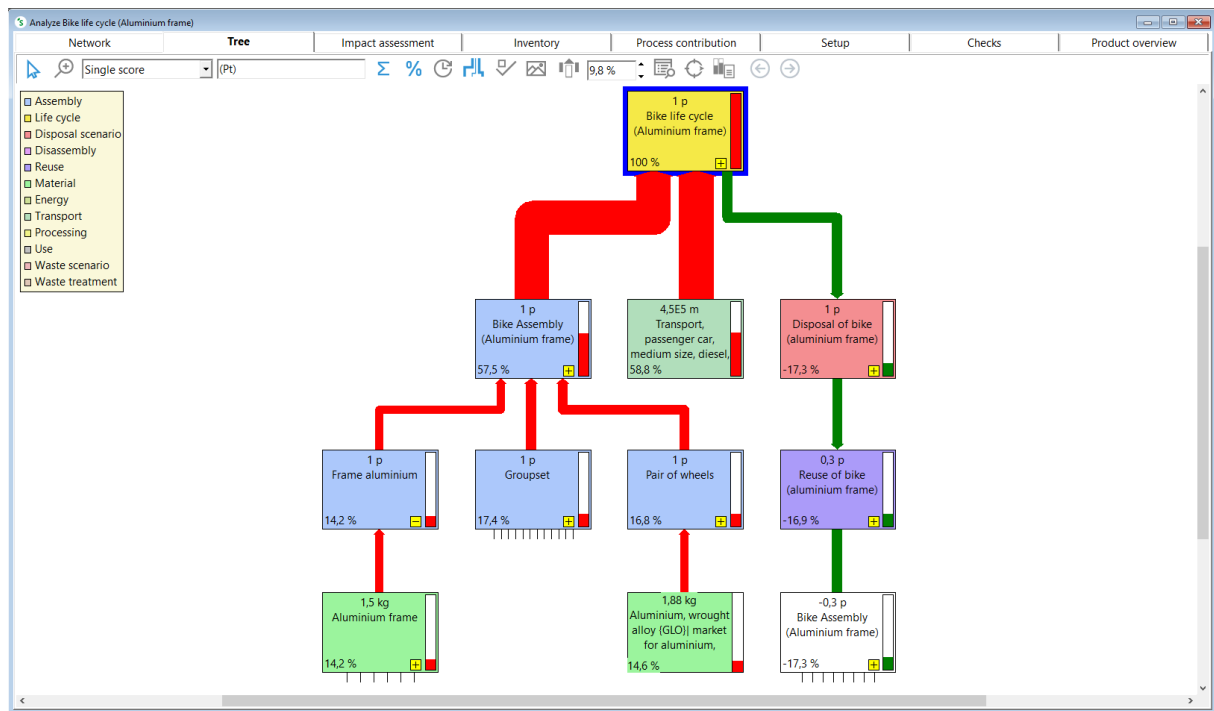 Analyze Bike life cycle (Aluminium frame)
Network Tree Impact assessment Inventory Process contribution Setup Checks Product overview
Single score (Pt) Σ % 9,8 %
Assembly
Life cycle
Disposal scenario
Disassembly
Reuse
Material
Energy
Transport
Processing
Use
Waste scenario
Waste treatment
1 p
Bike life cycle
(Aluminium frame)
100 %
1 p
Bike Assembly
(Aluminium frame)
57,5 %
4,5E5 m
Transport,
passenger car,
medium size, diesel,
58,8 %
1 p
Disposal of bike
(aluminium frame)
-17,3 %
1 p
Frame aluminium
14,2 %
1 p
Groupset
17,4 %
1 p
Pair of wheels
16,8 %
0,3 p
Reuse of bike
(aluminium frame)
-16,9 %
1,5 kg
Aluminium frame
14,2 %
1,88 kg
Aluminium, wrought
alloy {GLO}| market
for aluminium,
14,6 %
-0,3 p
Bike Assembly
(Aluminium frame)
-17,3 %